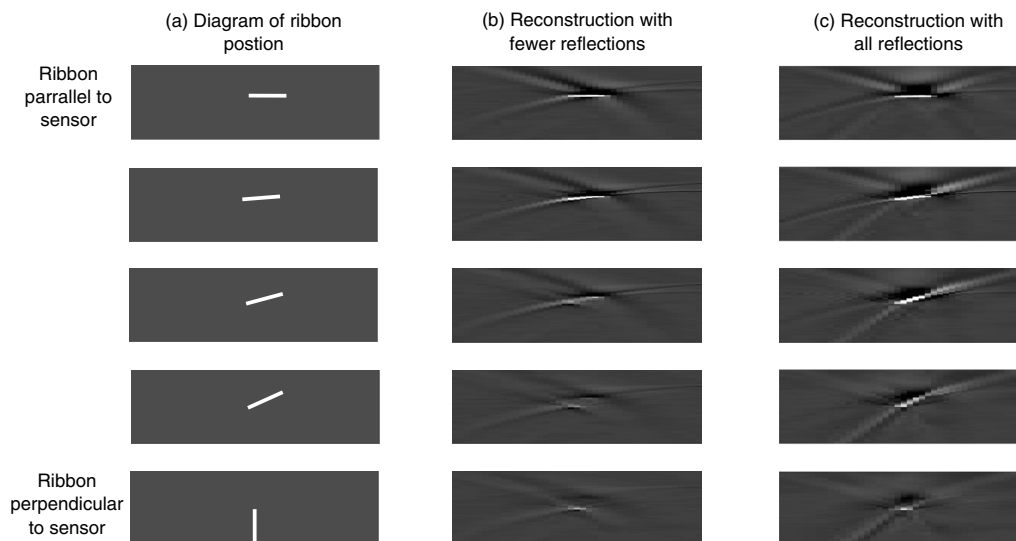 (a) Diagram of ribbon
postion
(b) Reconstruction with
fewer reflections
(c) Reconstruction with
all reflections
Ribbon
parrallel to
sensor
Ribbon
perpendicular
to sensor